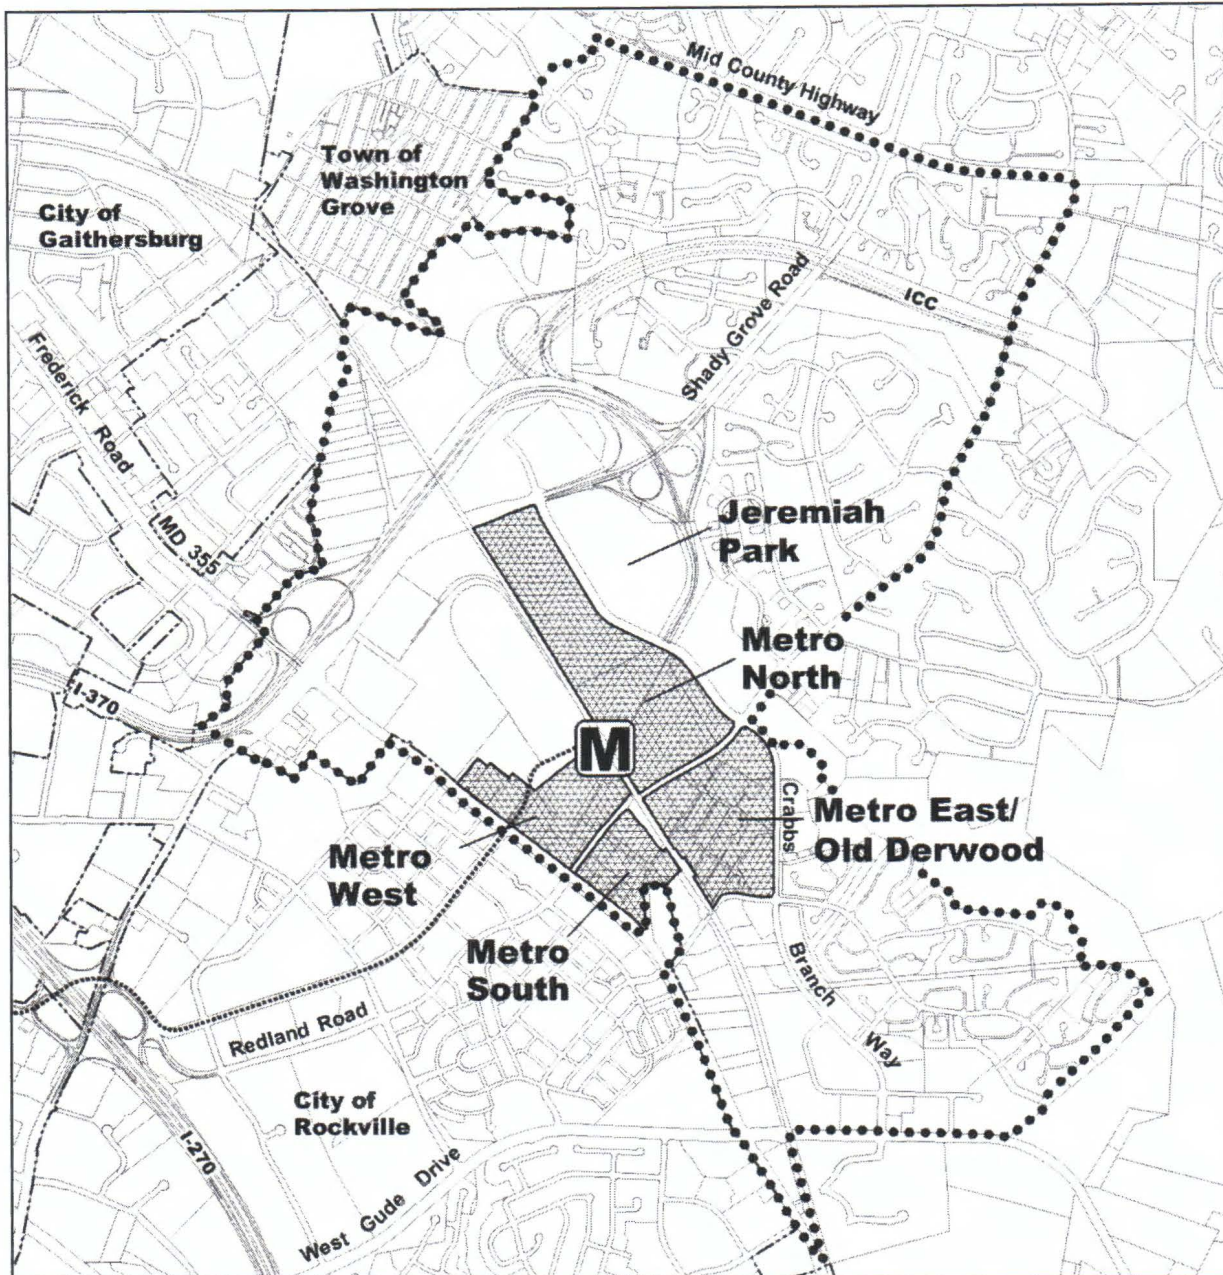 Mid County Highway
Town of
Washington
Grove
City of
Gaithersburg
Shady Grove Road
ICC
Frederick Road
MD 355
Jeremiah
Park
Metro
North
I-370
M
Crabbs
Metro East/
Old Derwood
Metro
West
Metro
South
Branch
Way
Redland Road
City of
Rockville
I-270
West Gude Drive